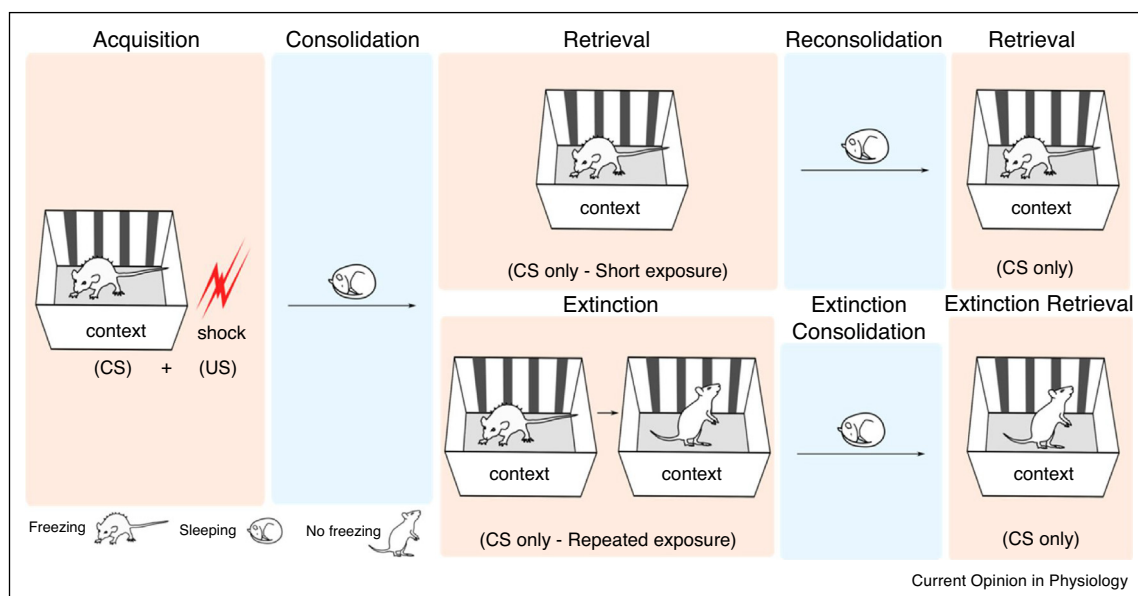 Acquisition
Consolidation
Retrieval
Reconsolidation
Retrieval
context
shock
(CS) + (US)
context
(CS only - Short exposure)
context
(CS only)
Extinction
Extinction
Consolidation
Extinction Retrieval
context
context
(CS only - Repeated exposure)
context
(CS only)
Freezing
Sleeping
No freezing
Current Opinion in Physiology